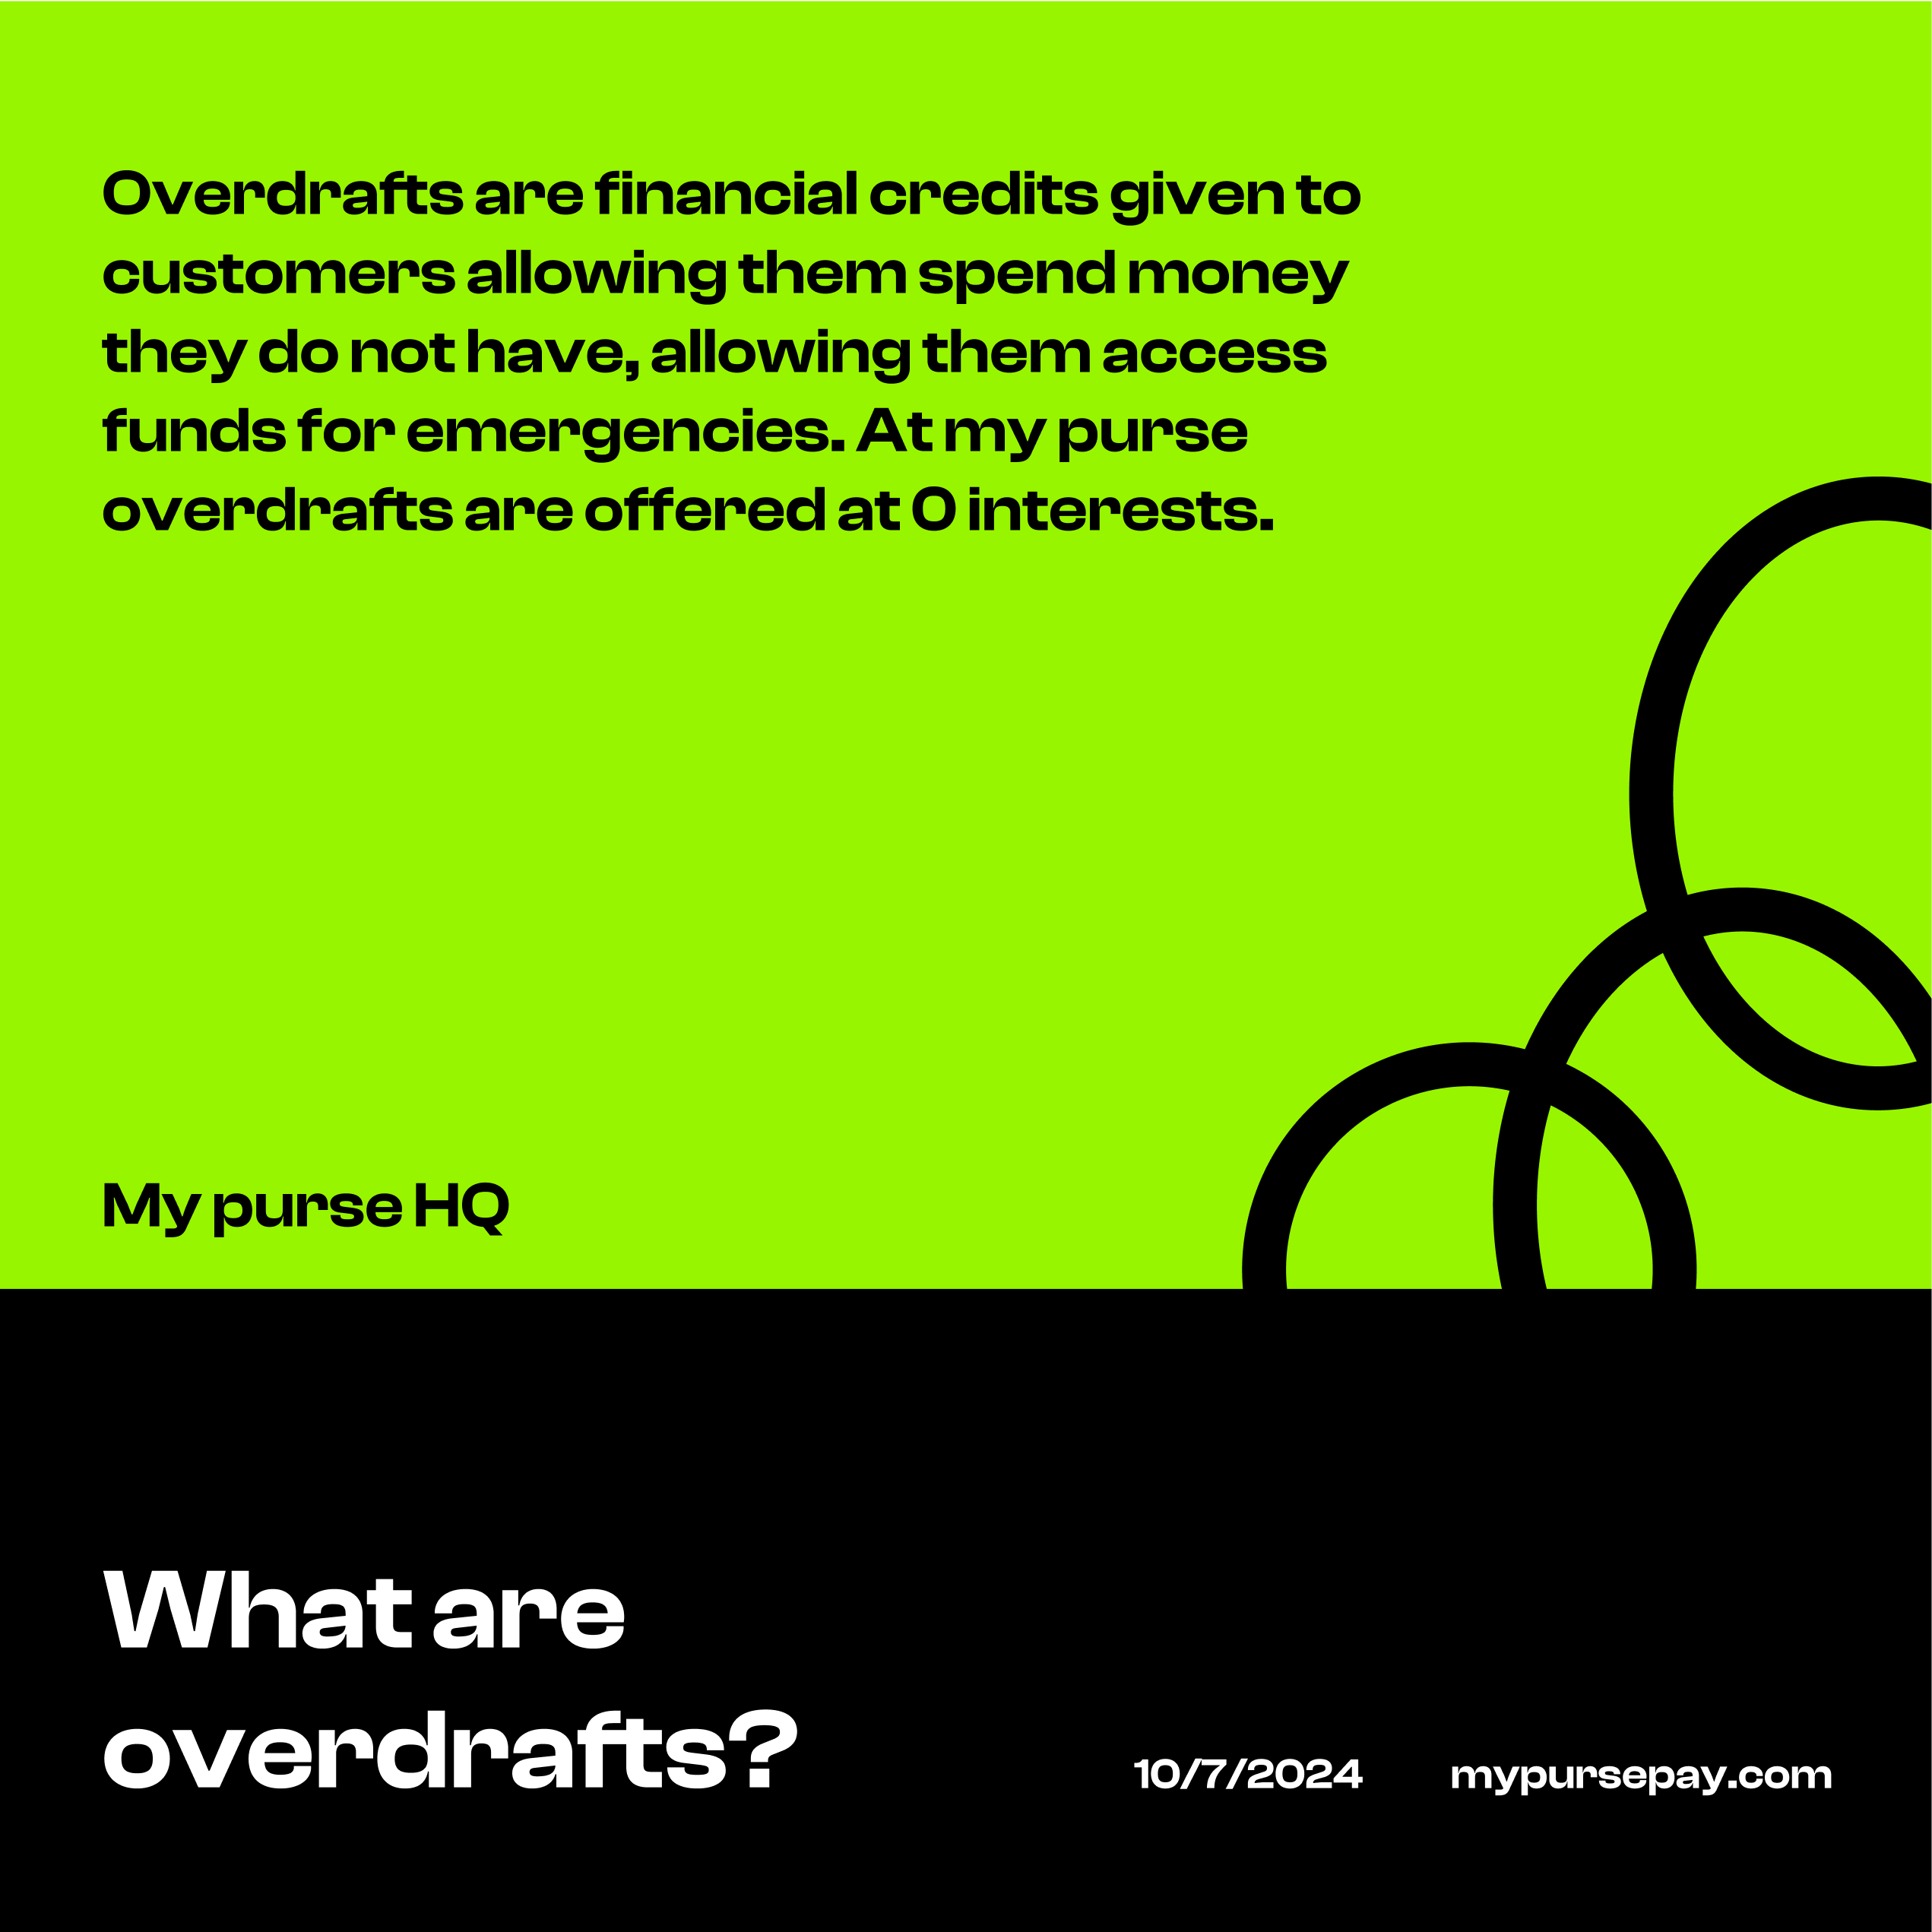 Overdrafts are financial credits given to
customers allowing them spend money
they do not have, allowing them access
funds for emergencies. At my purse
overdrafts are offered at 0 interests.
My purse HQ
What are
overdrafts?
10/7/2024
mypursepay.com